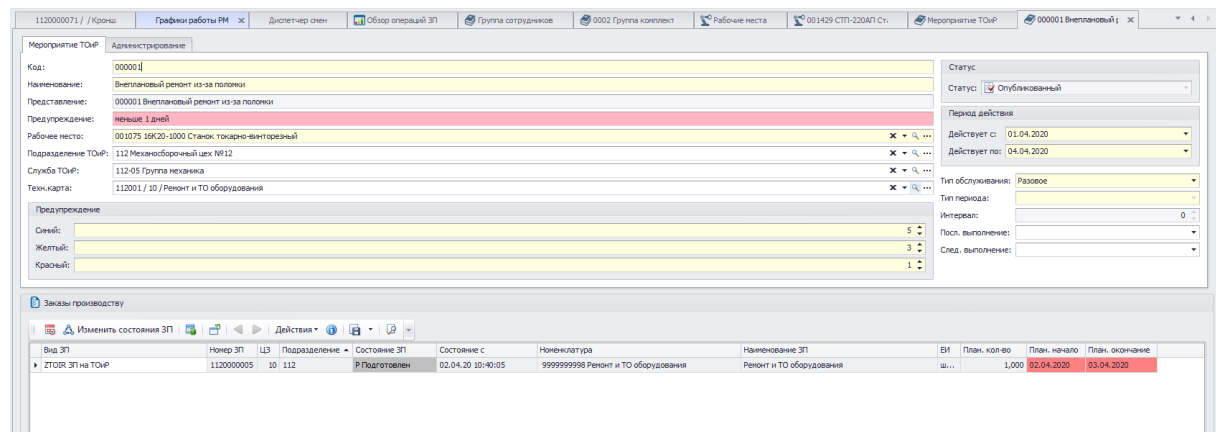 1120000071 / / Кронш Графики работы РМ Диспетчер смен Обзор операций ЗП Группа сотрудников 0002 Группа комплект Рабочие места 001429 СТП-220АП Ст. Мероприятие ТОиР 000001 Внеплановый р
Мероприятие ТОиР Администрирование
Код: 000001
Наименование: Внеплановый ремонт из-за поломки
Представление: 000001 Внеплановый ремонт из-за поломки
Предупреждение: меньше 1 дней
Рабочее место: 001075 16К20-1000 Станок токарно-винторезный
Подразделение ТОиР: 112 Механосборочный цех №12
Служба ТОиР: 112-05 Группа механика
Техн.карта: 112001 / 10 / Ремонт и ТО оборудования
Предупреждение
Синий: 5
Желтый: 3
Красный: 1
Статус
Статус: Опубликованный
Период действия
Действует с: 01.04.2020
Действует по: 04.04.2020
Тип обслуживания: Разовое
Тип периода:
Интервал: 0
Посл. выполнение:
След. выполнение:
Заказы производству
Изменить состояния ЗП Действия
Вид ЗП Номер ЗП ЦЗ Подразделение Состояние ЗП Состояние с Номенклатура Наименование ЗП ЕИ План. кол-во План. начало План. окончание
ZTOIR ЗП на ТОиР 1120000005 10 112 Р Подготовлен 02.04.20 10:40:05 9999999998 Ремонт и ТО оборудования Ремонт и ТО оборудования ш... 1,000 02.04.2020 03.04.2020